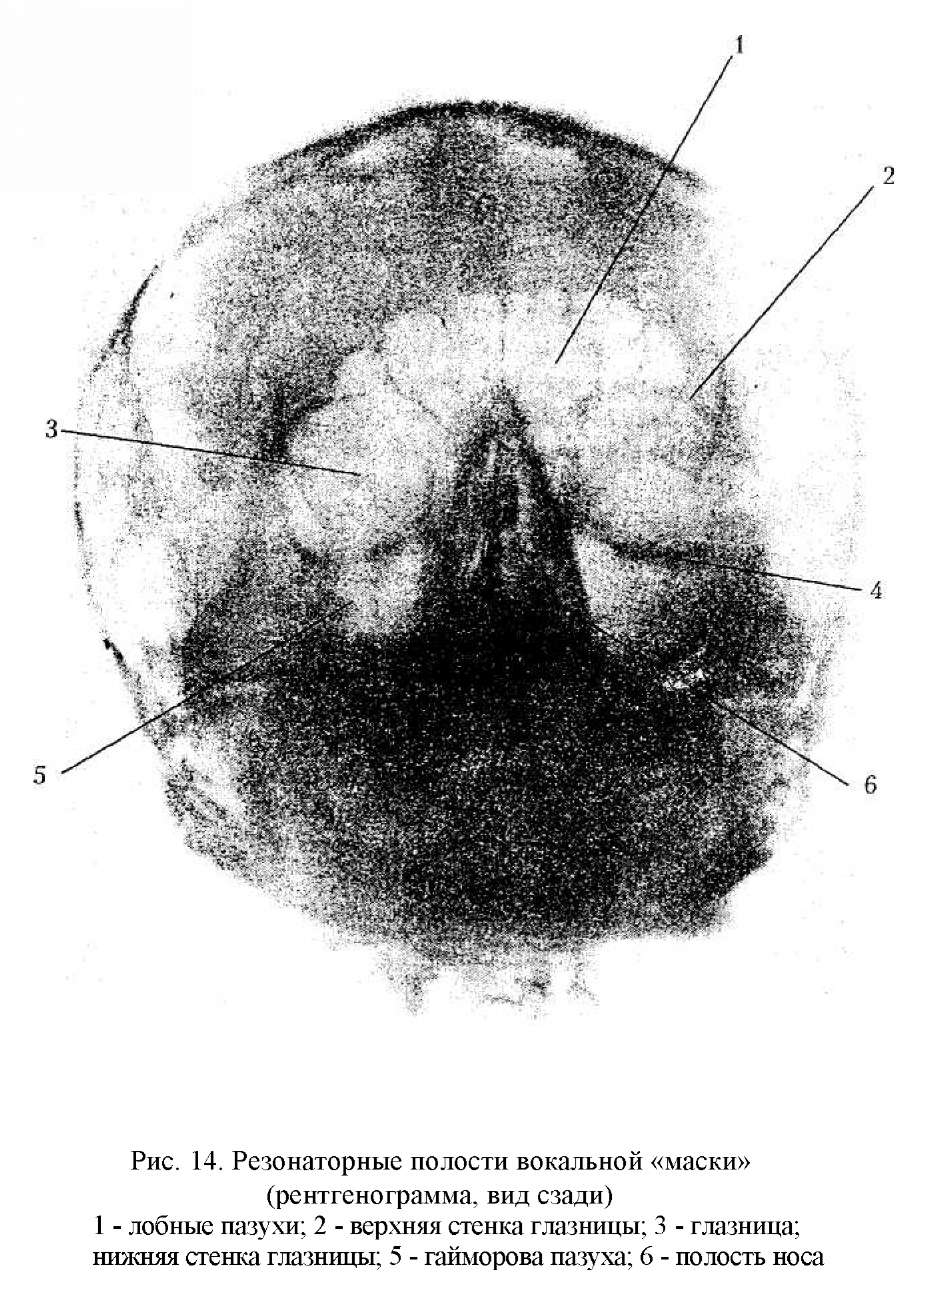 1
2
3
4
5
6
Рис. 14. Резонаторные полости вокальной «маски»
(рентгенограмма, вид сзади)
1 - лобные пазухи; 2 - верхняя стенка глазницы; 3 - глазница;
нижняя стенка глазницы; 5 - гайморова пазуха; 6 - полость носа